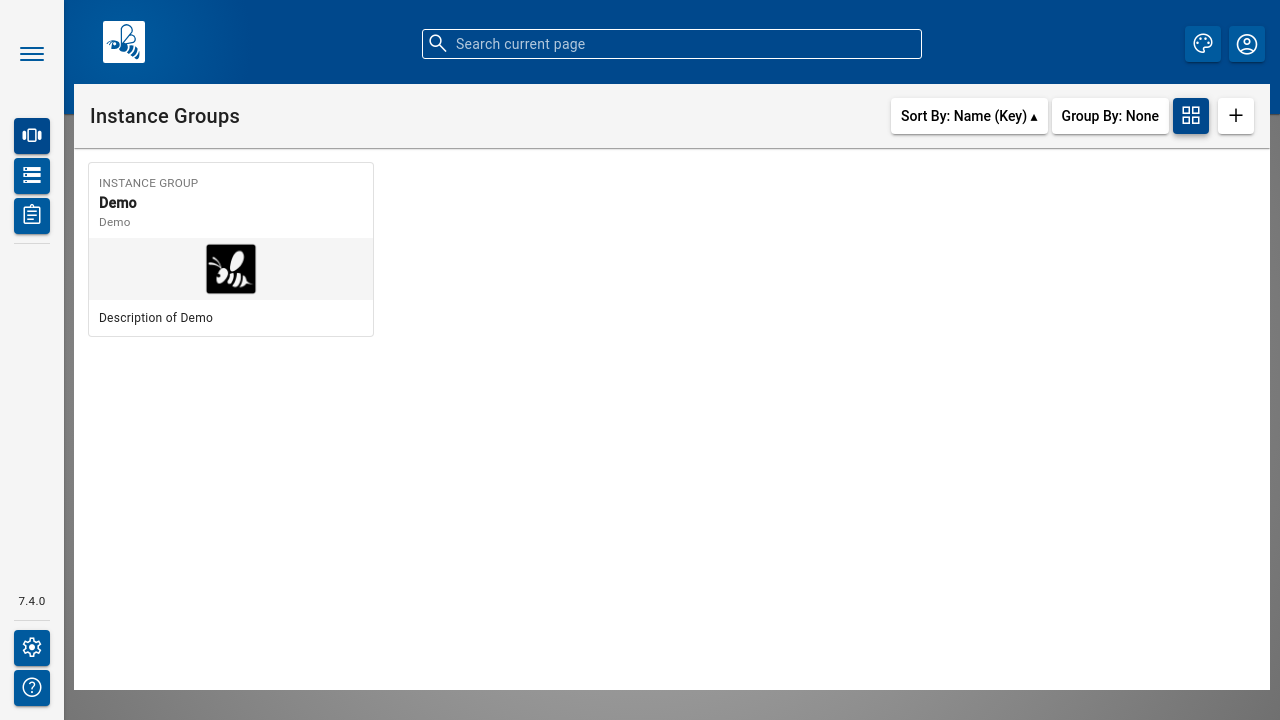 Search current page
Instance Groups
Sort By: Name (Key) ▴
Group By: None
INSTANCE GROUP
Demo
Demo
Description of Demo
7.4.0